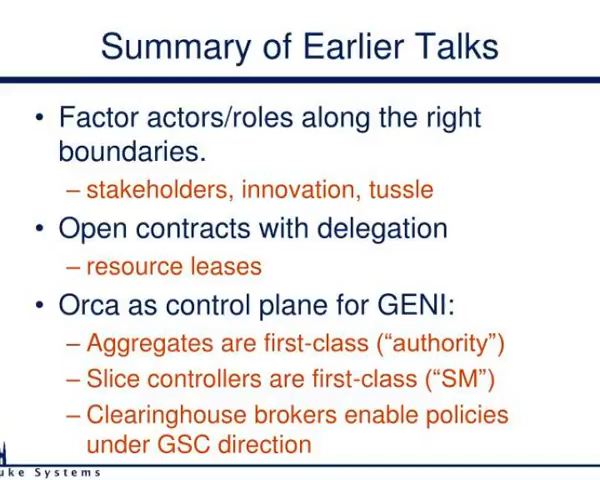 Summary of Earlier Talks
• Factor actors/roles along the right
boundaries.
– stakeholders, innovation, tussle
• Open contracts with delegation
– resource leases
• Orca as control plane for GENI:
– Aggregates are first-class (“authority”)
– Slice controllers are first-class (“SM”)
– Clearinghouse brokers enable policies
under GSC direction
uke Systems